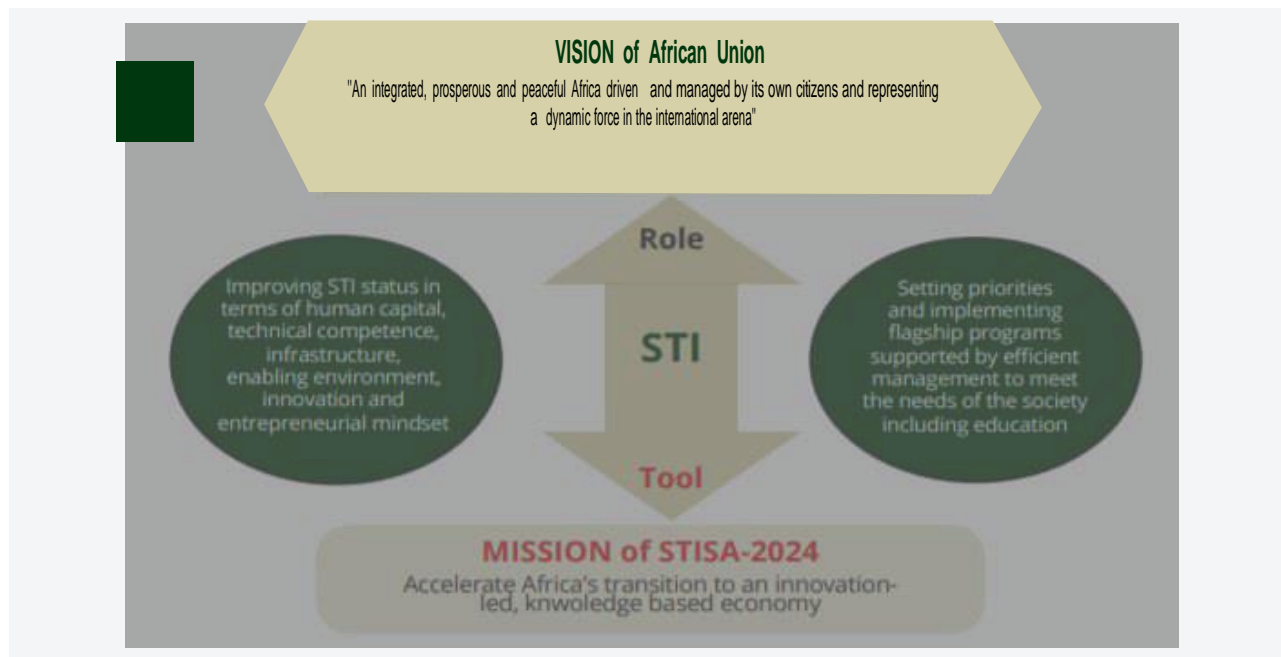 VISION of African Union
"An integrated, prosperous and peaceful Africa driven and managed by its own citizens and representing
a dynamic force in the international arena"
Role
STI
Tool
Improving STI status in
terms of human capital,
technical competence,
infrastructure,
enabling environment,
innovation and
entrepreneurial mindset
Setting priorities
and implementing
flagship programs
supported by efficient
management to meet
the needs of the society
including education
MISSION of STISA-2024
Accelerate Africa's transition to an innovation-
led, knwoledge based economy